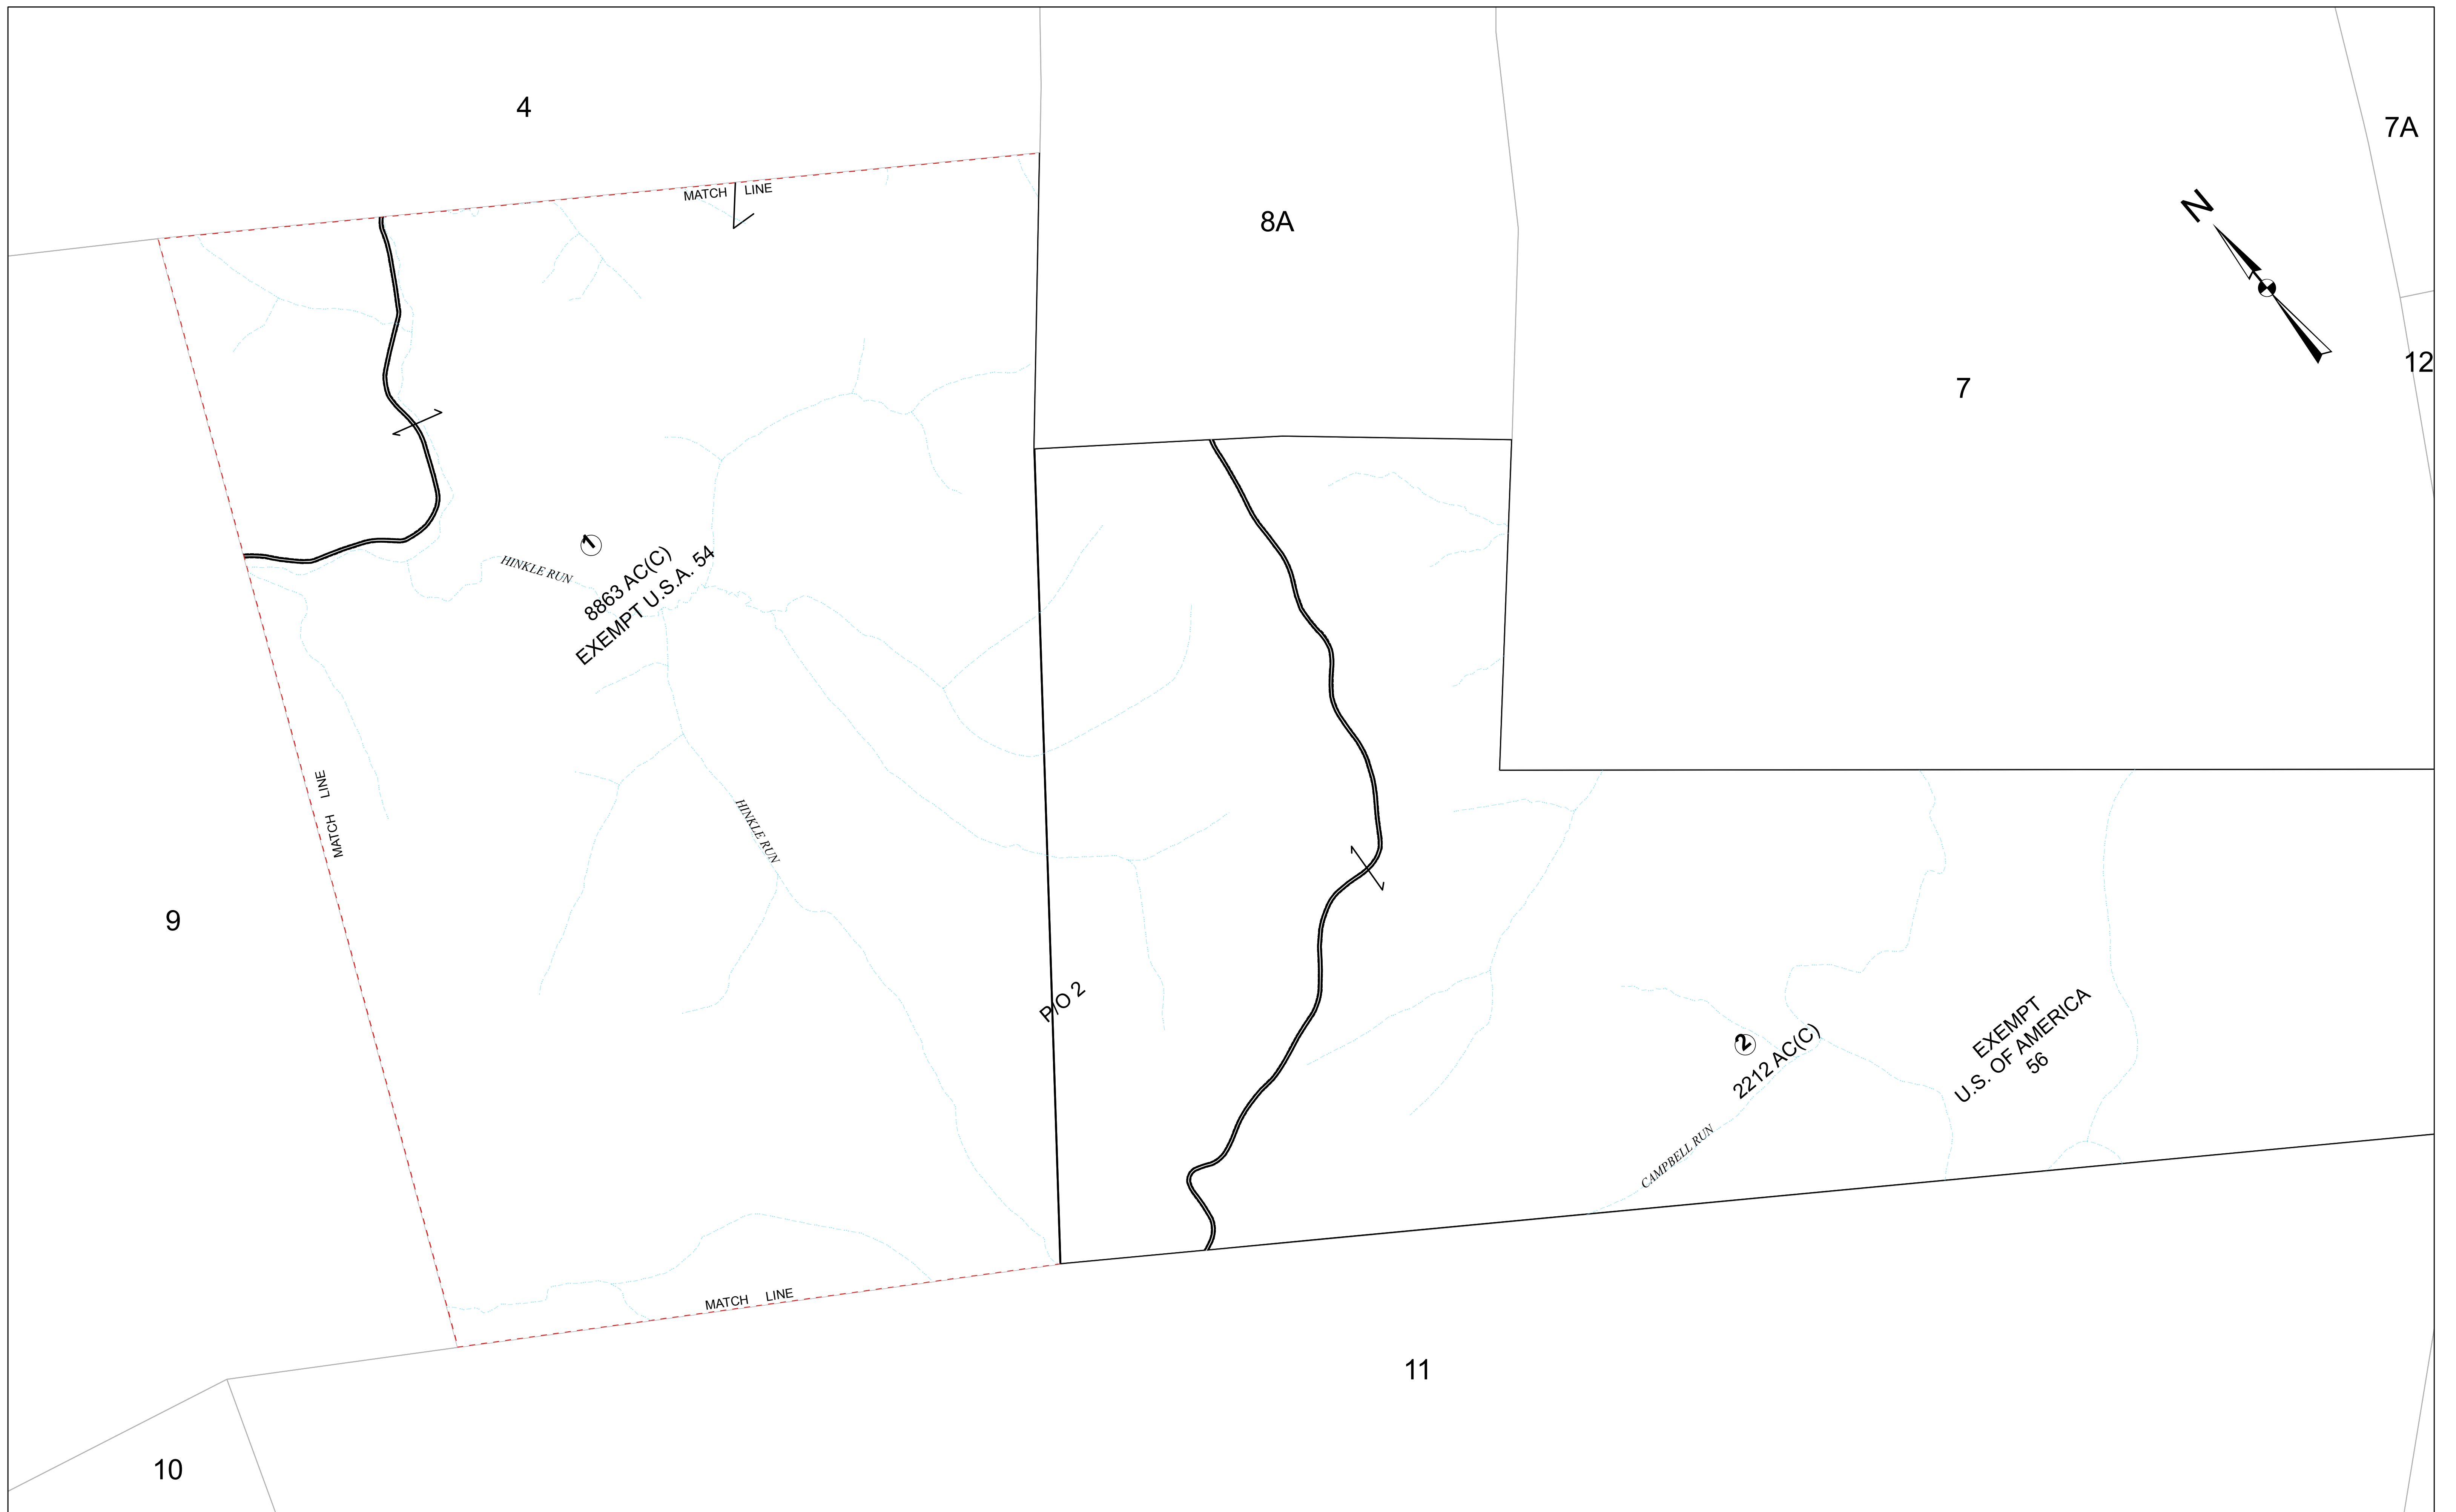 4
7A
MATCH LINE
N
8A
12
7
1
8863 AC(C)
EXEMPT U.S.A. 54
HINKLE RUN
MATCH LINE
HINKLE RUN
9
P/O 2
2
2212 AC(C)
EXEMPT
U.S. OF AMERICA
56
CAMPBELL RUN
MATCH LINE
11
10